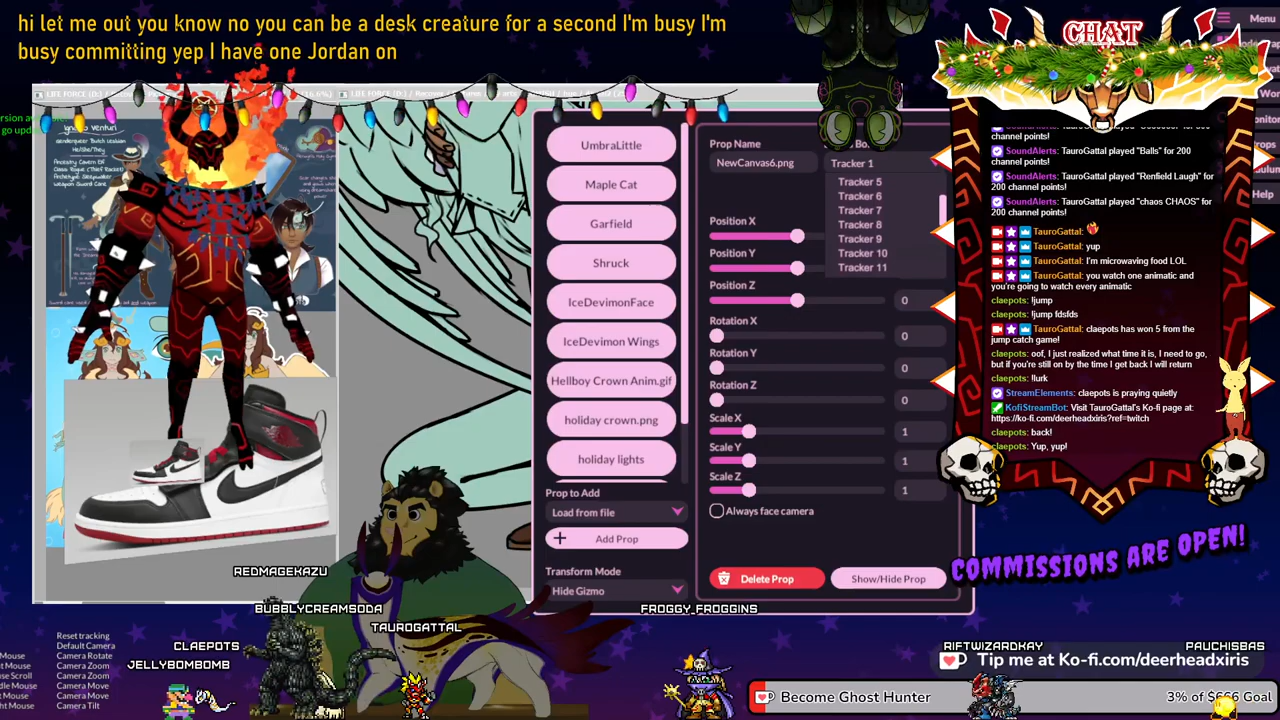 hi let me out you know no you can be a desk creature for a second I'm busy I'm
busy committing yep I have one Jordan on
Menu
CHAT
UmbraLittle
Maple Cat
Garfield
Shruck
IceDevimonFace
IceDevimon Wings
Hellboy Crown Anim.gif
holiday crown.png
holiday lights
Prop to Add
Load from file
Add Prop
Transform Mode
Hide Gizmo
Prop Name
NewCanvas6.png
Tracker 1
Tracker 5
Tracker 6
Tracker 7
Tracker 8
Tracker 9
Tracker 10
Tracker 11
Position X
Position Y
Position Z
0
Rotation X
0
Rotation Y
0
Rotation Z
0
Scale X
1
Scale Y
1
Scale Z
1
Always face camera
Delete Prop
Show/Hide Prop
channel points!
SoundAlerts: TauroGattal played "Balls" for 200
channel points!
SoundAlerts: TauroGattal played "Renfield Laugh" for
200 channel points!
SoundAlerts: TauroGattal played "chaos CHAOS" for
200 channel points!
TauroGattal:
TauroGattal: yup
TauroGattal: I'm microwaving food LOL
TauroGattal: you watch one animatic and
you're going to watch every animatic
claepots: !jump
claepots: !jump fdsfds
TauroGattal: claepots has won 5 from the
jump catch game!
claepots: oof, I just realized what time it is, I need to go,
but if you're still on by the time I get back I will return
claepots: !lurk
StreamElements: claepots is praying quietly
KofiStreamBot: Visit TauroGattal's Ko-fi page at:
https://ko-fi.com/deerheadxiris?ref=twitch
claepots: back!
claepots: Yup, yup!
COMMISSIONS ARE OPEN!
REDMAGEKAZU
BUBBLYCREAMSODA
TAUROGATTAL
FROGGY_FROGGINS
CLAEPOTS
JELLYBOMBOMB
RIFTWIZARDKAY
PAUCHISBAS
Tip me at Ko-fi.com/deerheadxiris
Become Ghost Hunter
3% of $666 Goal
Reset tracking
Default Camera
Camera Rotate
Camera Zoom
Camera Zoom
Camera Move
Camera Move
Camera Tilt